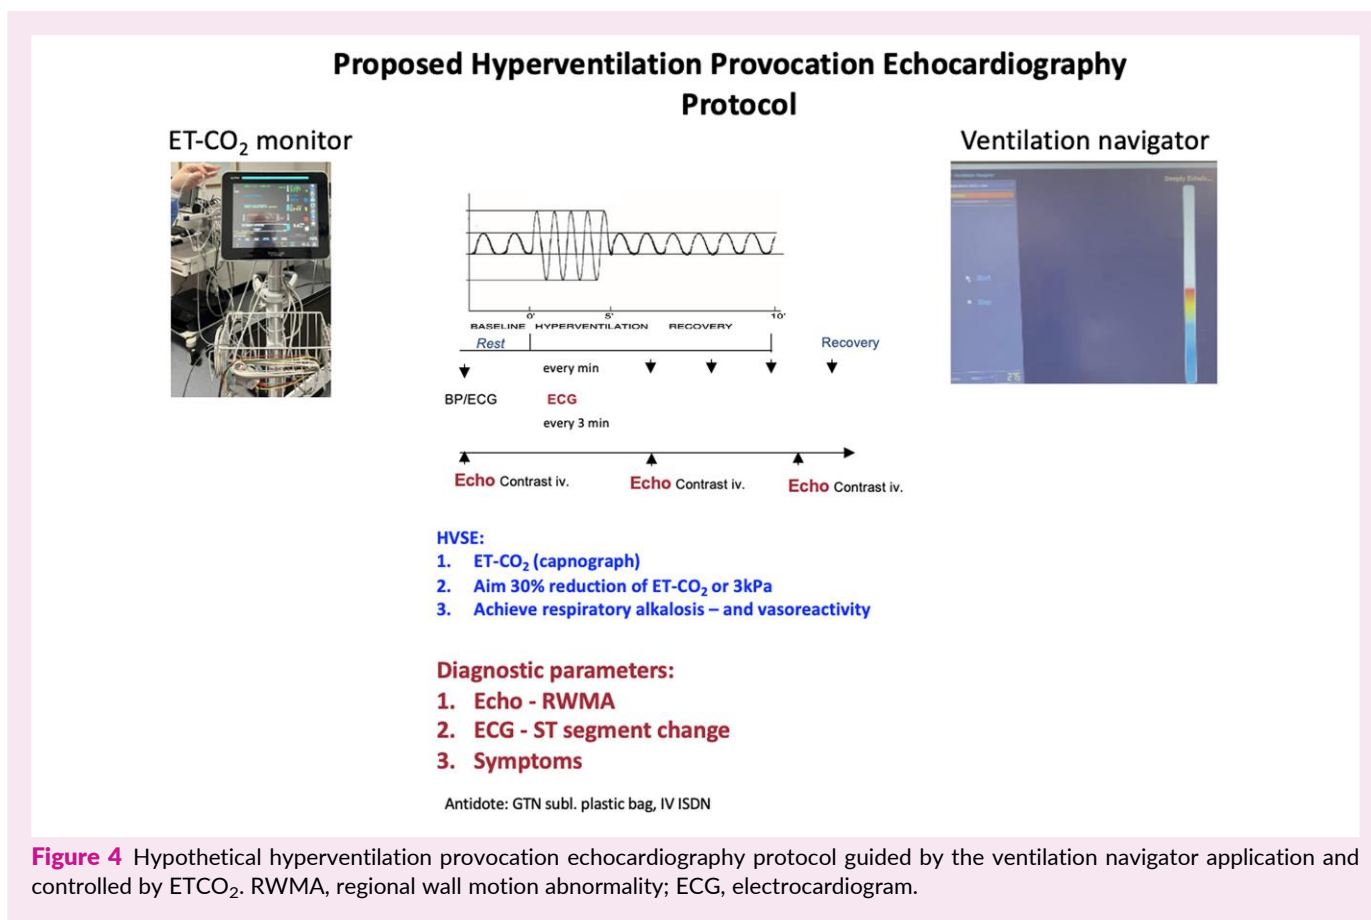 Proposed Hyperventilation Provocation Echocardiography
Protocol
ET-CO₂ monitor
Ventilation navigator
0'
5'
10'
BASELINE
HYPERVENTILATION
RECOVERY
Rest
Recovery
every min
BP/ECG
ECG
every 3 min
Echo Contrast iv.
Echo Contrast iv.
Echo Contrast iv.
HVSE:
1. ET-CO₂ (capnograph)
2. Aim 30% reduction of ET-CO₂ or 3kPa
3. Achieve respiratory alkalosis – and vasoreactivity
Diagnostic parameters:
1. Echo - RWMA
2. ECG - ST segment change
3. Symptoms
Antidote: GTN subl. plastic bag, IV ISDN
Figure 4 Hypothetical hyperventilation provocation echocardiography protocol guided by the ventilation navigator application and
controlled by ETCO₂. RWMA, regional wall motion abnormality; ECG, electrocardiogram.